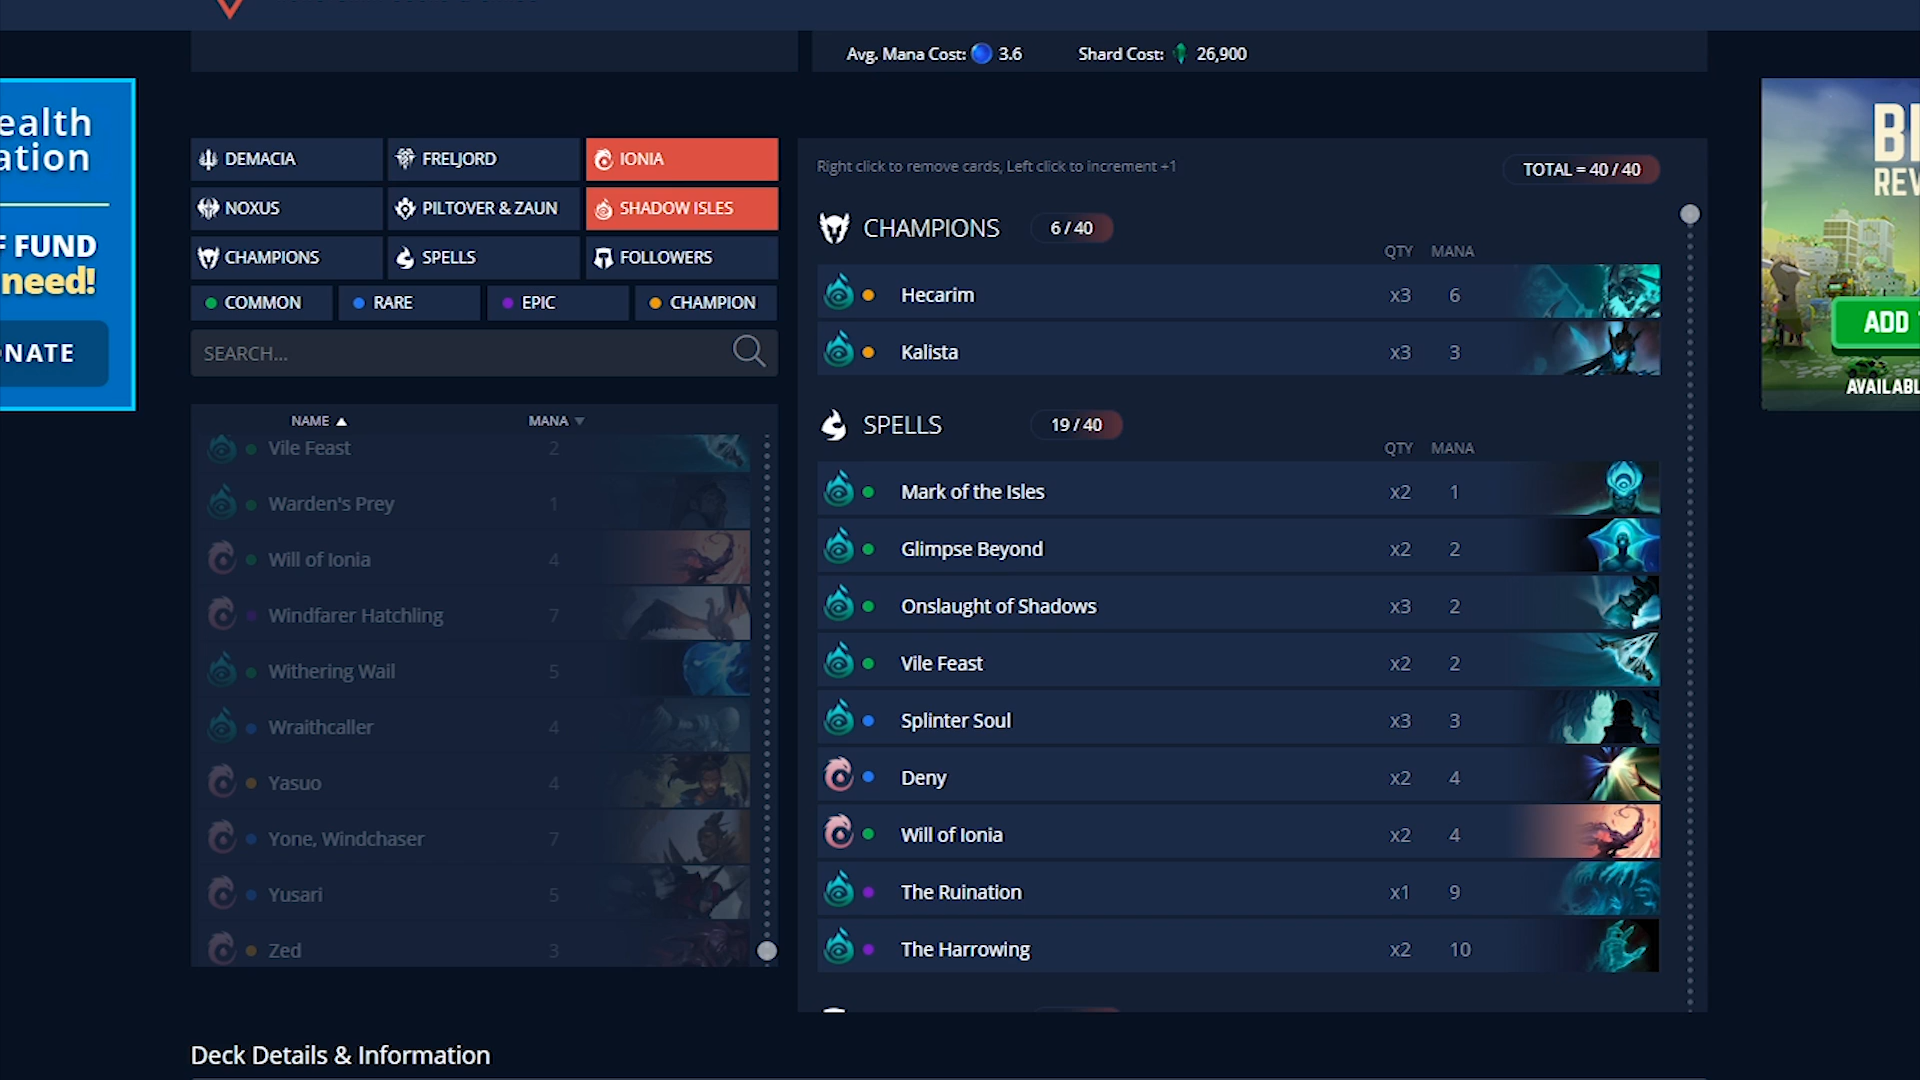 Avg. Mana Cost: 3.6 Shard Cost: 26,900
ealth
ation
F FUND
need!
NATE
DEMACIA FRELJORD IONIA
NOXUS PILTOVER & ZAUN SHADOW ISLES
CHAMPIONS SPELLS FOLLOWERS
COMMON RARE EPIC CHAMPION
SEARCH...
NAME MANA
Vile Feast 2
Warden's Prey 1
Will of Ionia 4
Windfarer Hatchling 7
Withering Wail 5
Wraithcaller 4
Yasuo 4
Yone, Windchaser 7
Yusari 5
Zed 3
Right click to remove cards, Left click to increment +1
TOTAL = 40 / 40
CHAMPIONS 6 / 40
QTY MANA
Hecarim x3 6
Kalista x3 3
SPELLS 19 / 40
QTY MANA
Mark of the Isles x2 1
Glimpse Beyond x2 2
Onslaught of Shadows x3 2
Vile Feast x2 2
Splinter Soul x3 3
Deny x2 4
Will of Ionia x2 4
The Ruination x1 9
The Harrowing x2 10
BI
REV
ADD
AVAILABL
Deck Details & Information